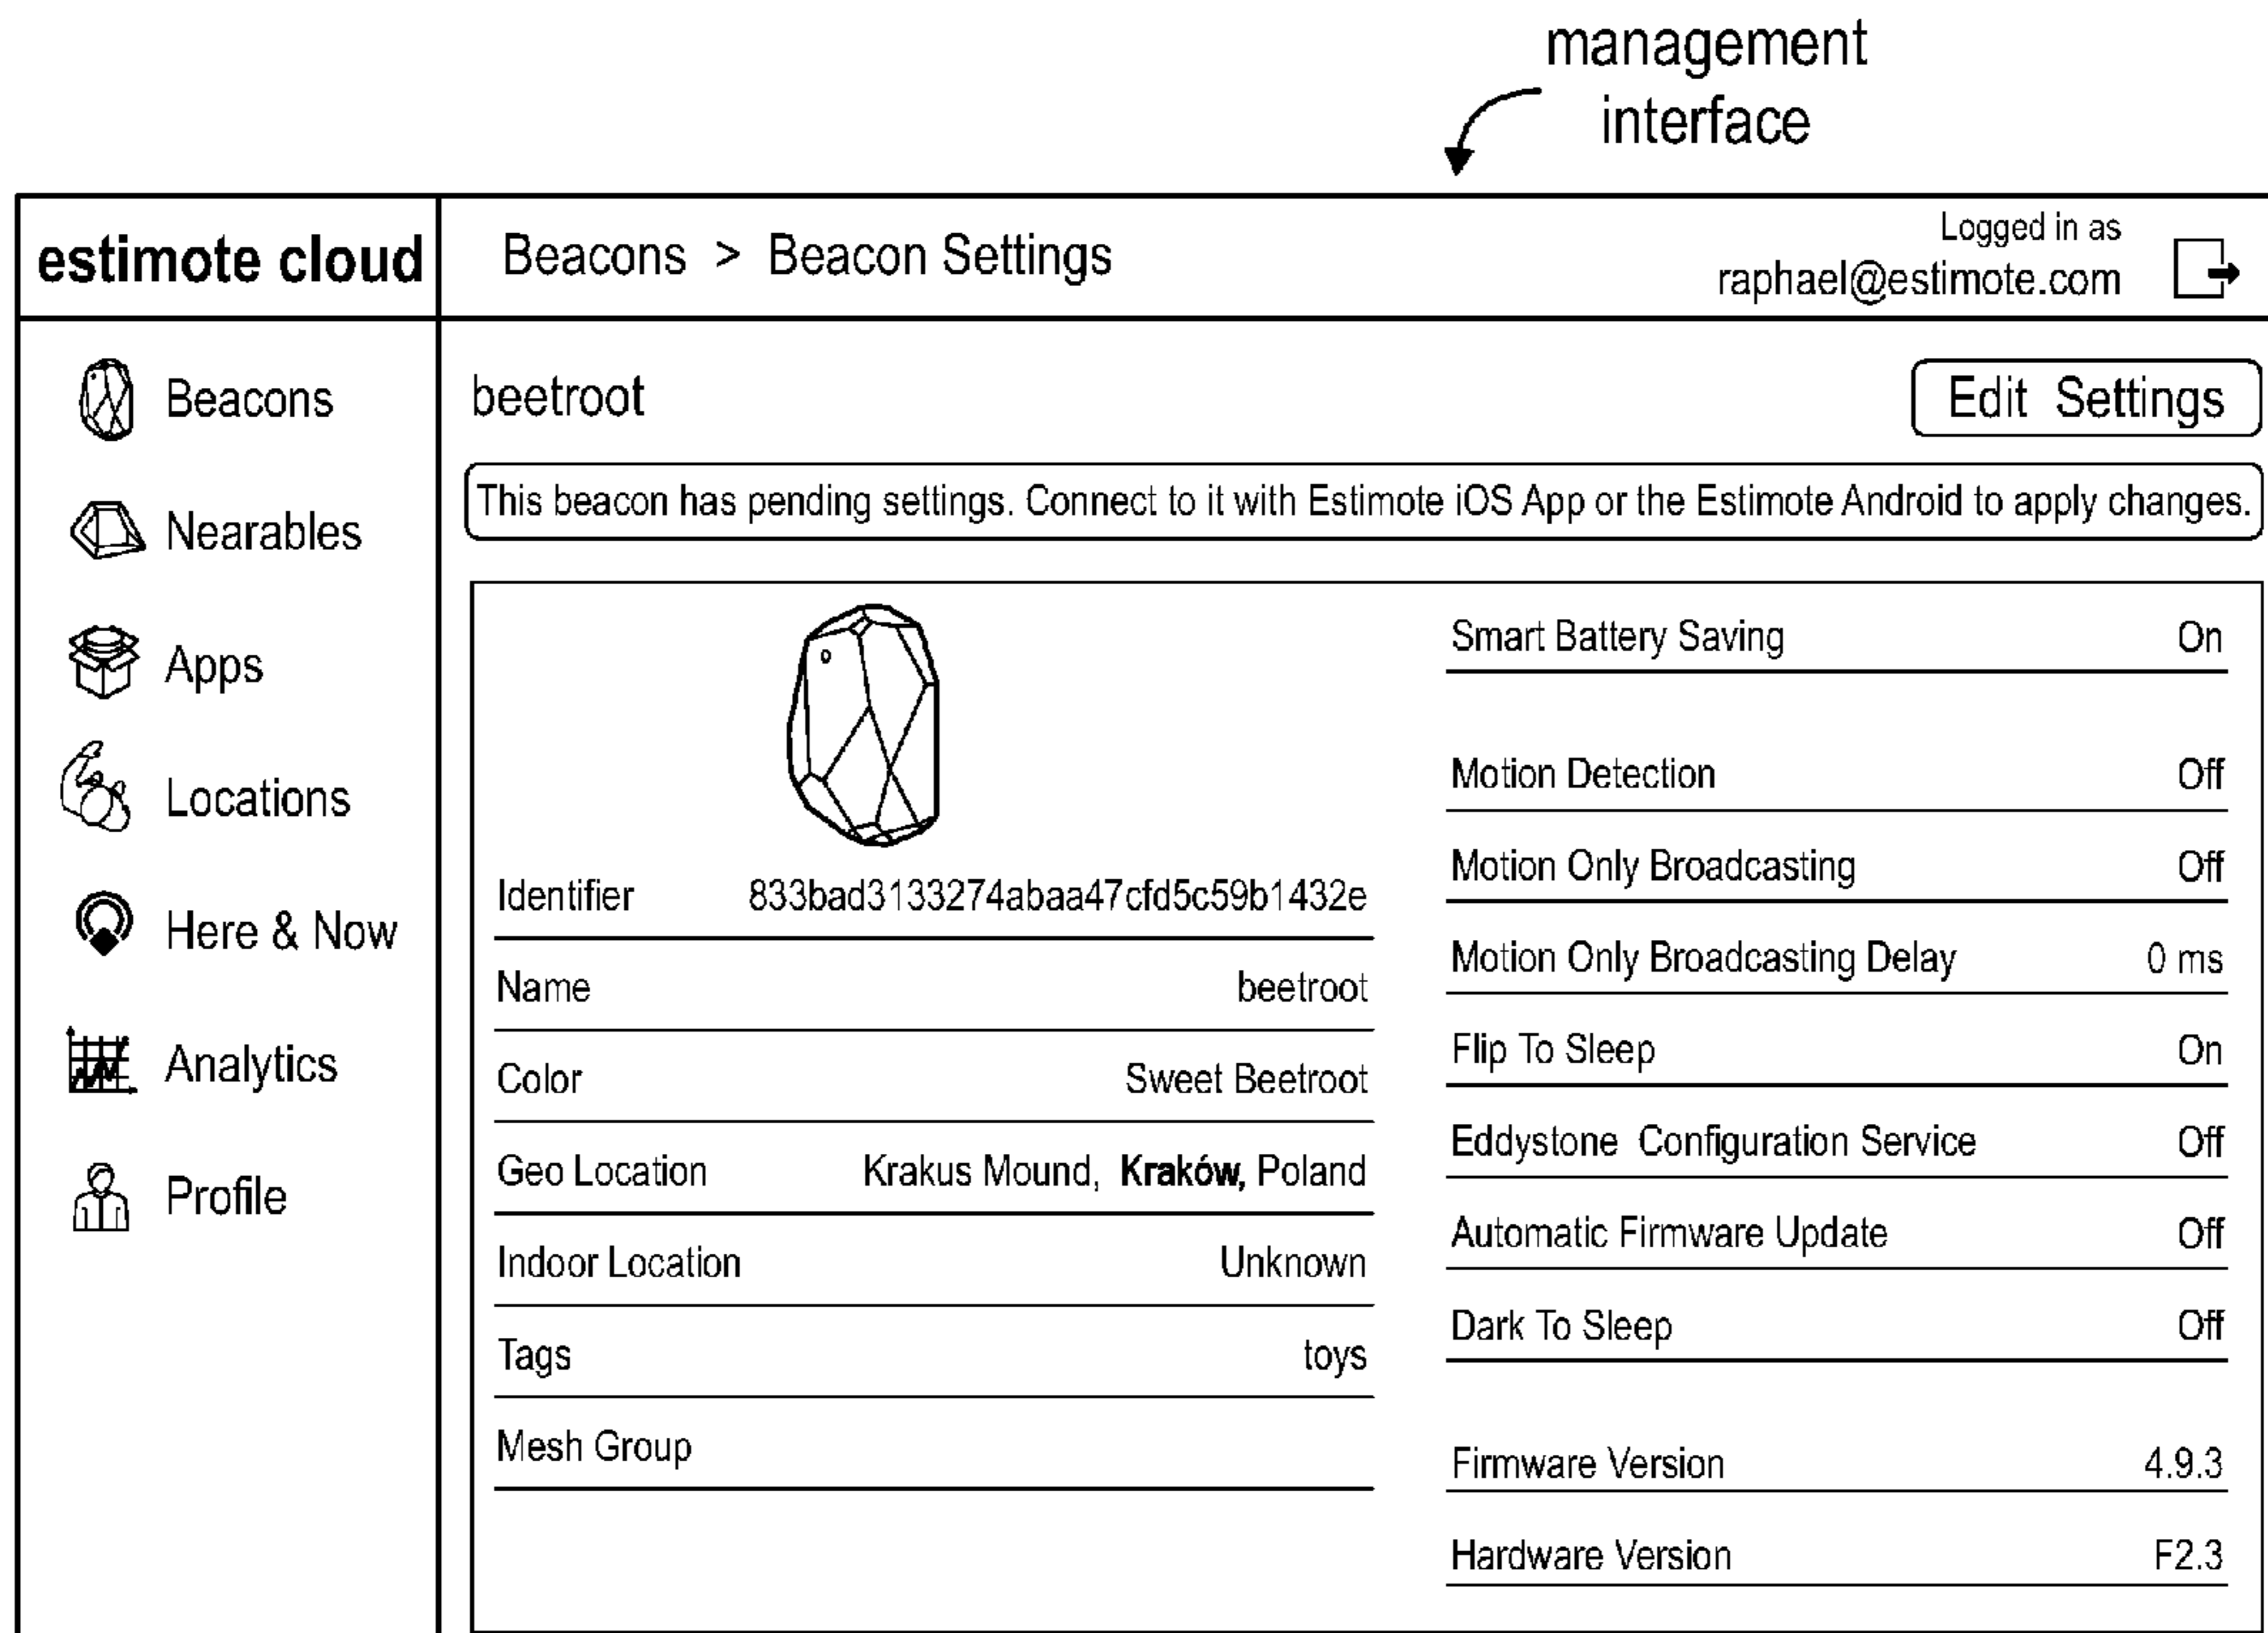 management
interface
estimote cloud
Beacons > Beacon Settings
Logged in as
raphael@estimote.com
Beacons
Nearables
Apps
Locations
Here & Now
Analytics
Profile
beetroot
Edit Settings
This beacon has pending settings. Connect to it with Estimote iOS App or the Estimote Android to apply changes.
Identifier 833bad3133274abaa47cfd5c59b1432e
Name beetroot
Color Sweet Beetroot
Geo Location Krakus Mound, Kraków, Poland
Indoor Location Unknown
Tags toys
Mesh Group
Smart Battery Saving On
Motion Detection Off
Motion Only Broadcasting Off
Motion Only Broadcasting Delay 0 ms
Flip To Sleep On
Eddystone Configuration Service Off
Automatic Firmware Update Off
Dark To Sleep Off
Firmware Version 4.9.3
Hardware Version F2.3